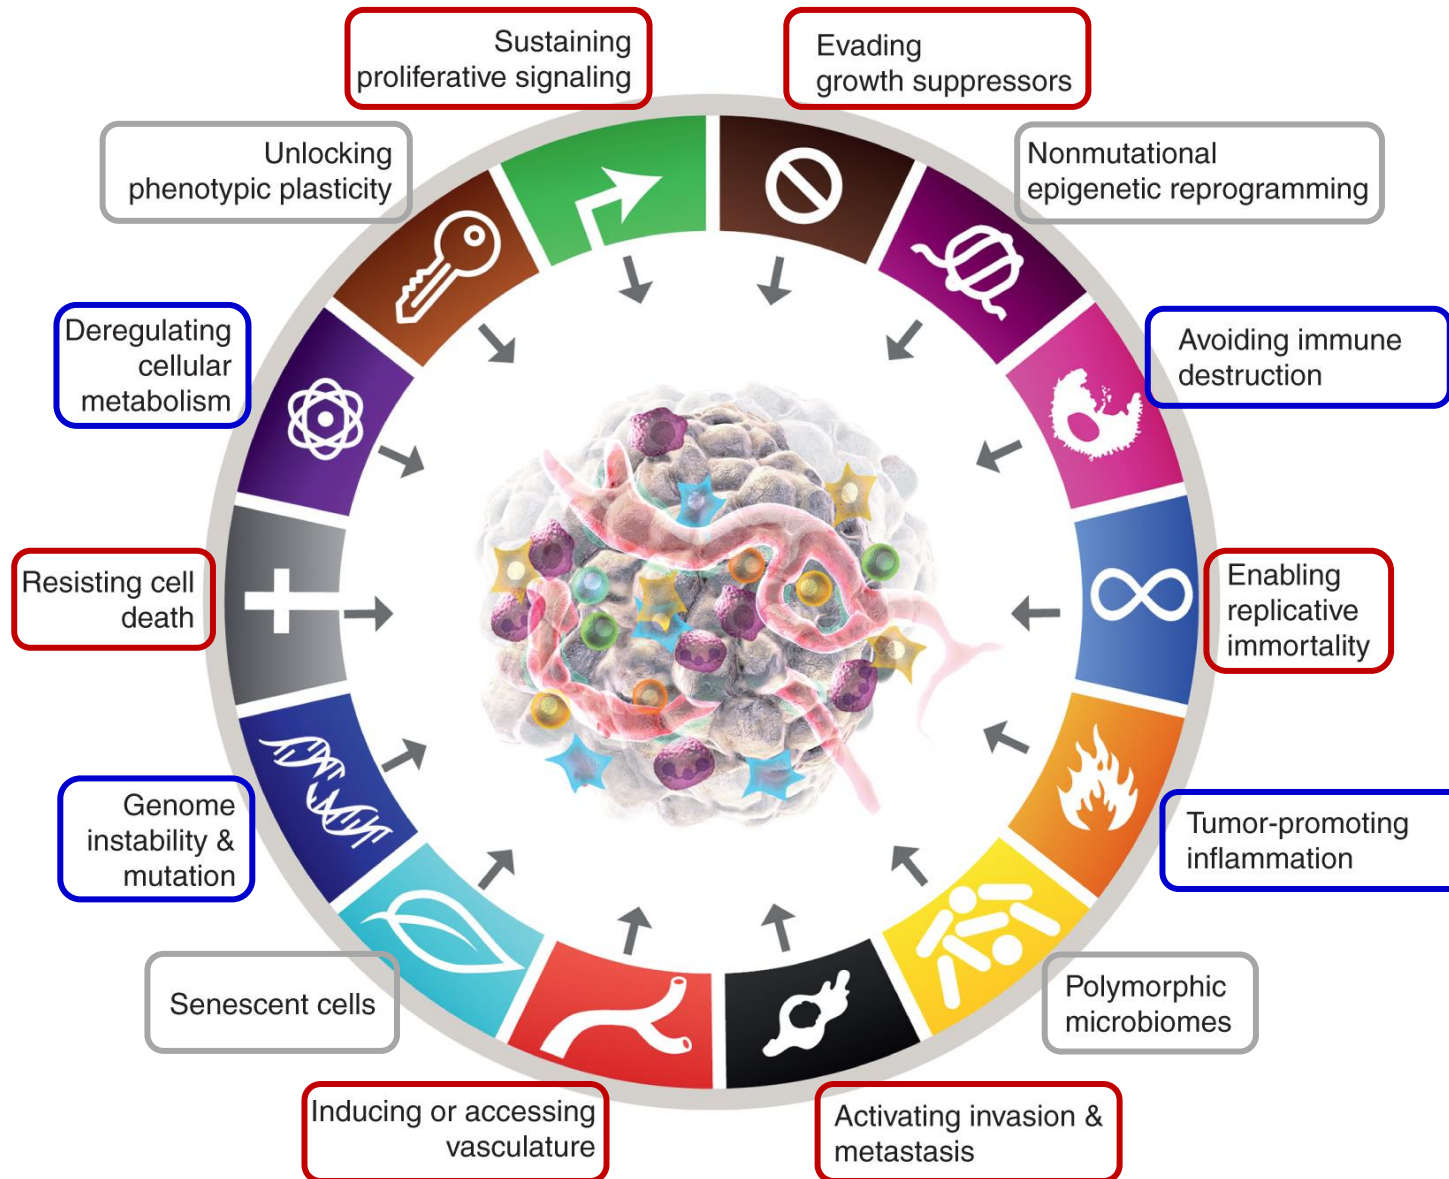 Sustaining
proliferative signaling
Evading
growth suppressors
Unlocking
phenotypic plasticity
Nonmutational
epigenetic reprogramming
Deregulating
cellular
metabolism
Avoiding immune
destruction
Resisting cell
death
Enabling
replicative
immortality
Genome
instability &
mutation
Tumor-promoting
inflammation
Senescent cells
Polymorphic
microbiomes
Inducing or accessing
vasculature
Activating invasion &
metastasis